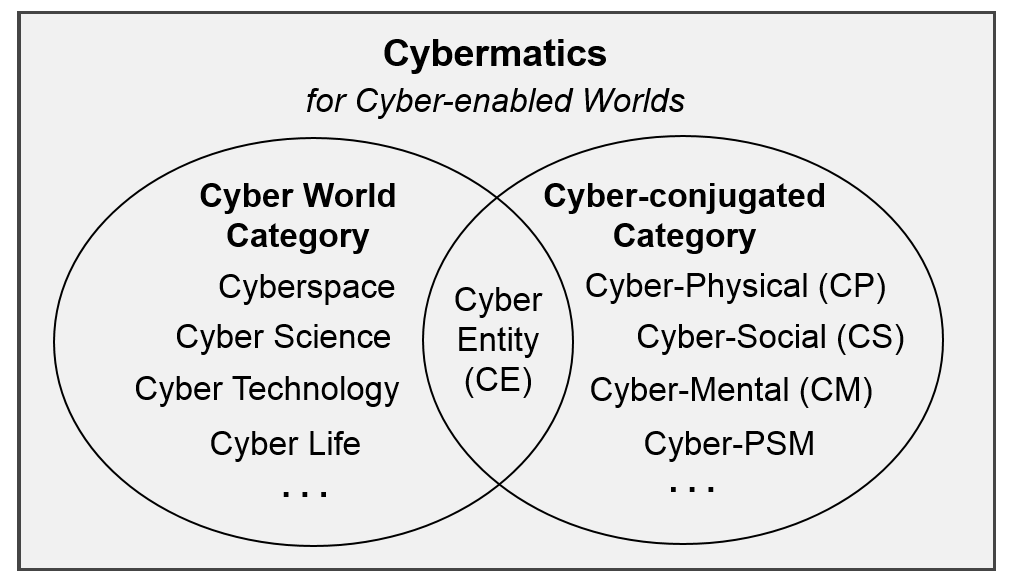 Cybermatics
for Cyber-enabled Worlds
Cyber World
Category
Cyberspace
Cyber Science
Cyber Technology
Cyber Life
. . .
Cyber
Entity
(CE)
Cyber-conjugated
Category
Cyber-Physical (CP)
Cyber-Social (CS)
Cyber-Mental (CM)
Cyber-PSM
. . .